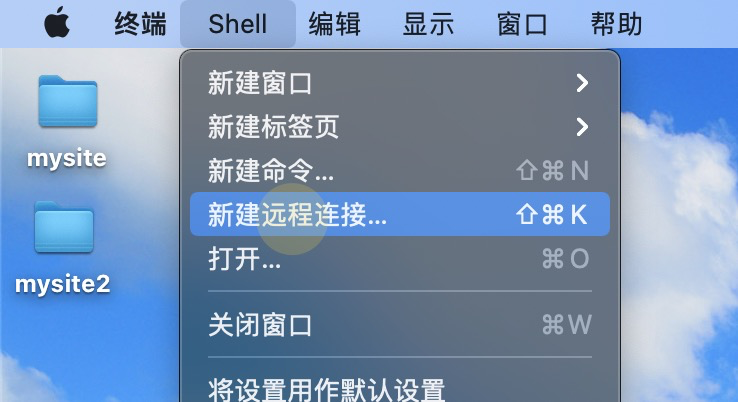 终端 Shell 编辑 显示 窗口 帮助
新建窗口
新建标签页
新建命令... ⇧⌘N
新建远程连接... ⇧⌘K
打开... ⌘O
关闭窗口 ⌘W
将设置用作默认设置
mysite
mysite2